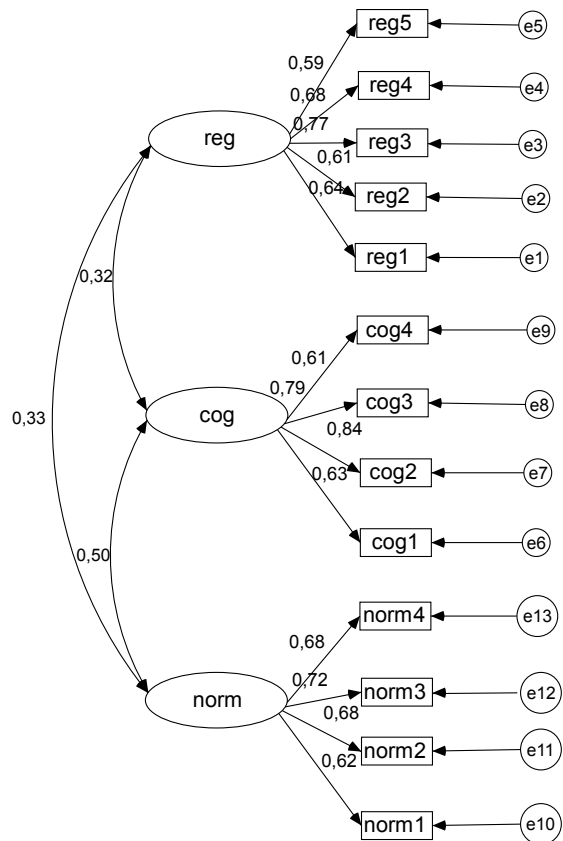 reg5
e5
0,59
reg4
e4
0,68
0,77
reg
reg3
e3
0,61
0,64
reg2
e2
reg1
e1
0,32
cog4
e9
0,61
0,79
cog3
e8
0,33
cog
0,84
cog2
e7
0,63
cog1
e6
0,50
norm4
e13
0,68
0,72
norm
norm3
e12
0,68
norm2
e11
0,62
norm1
e10